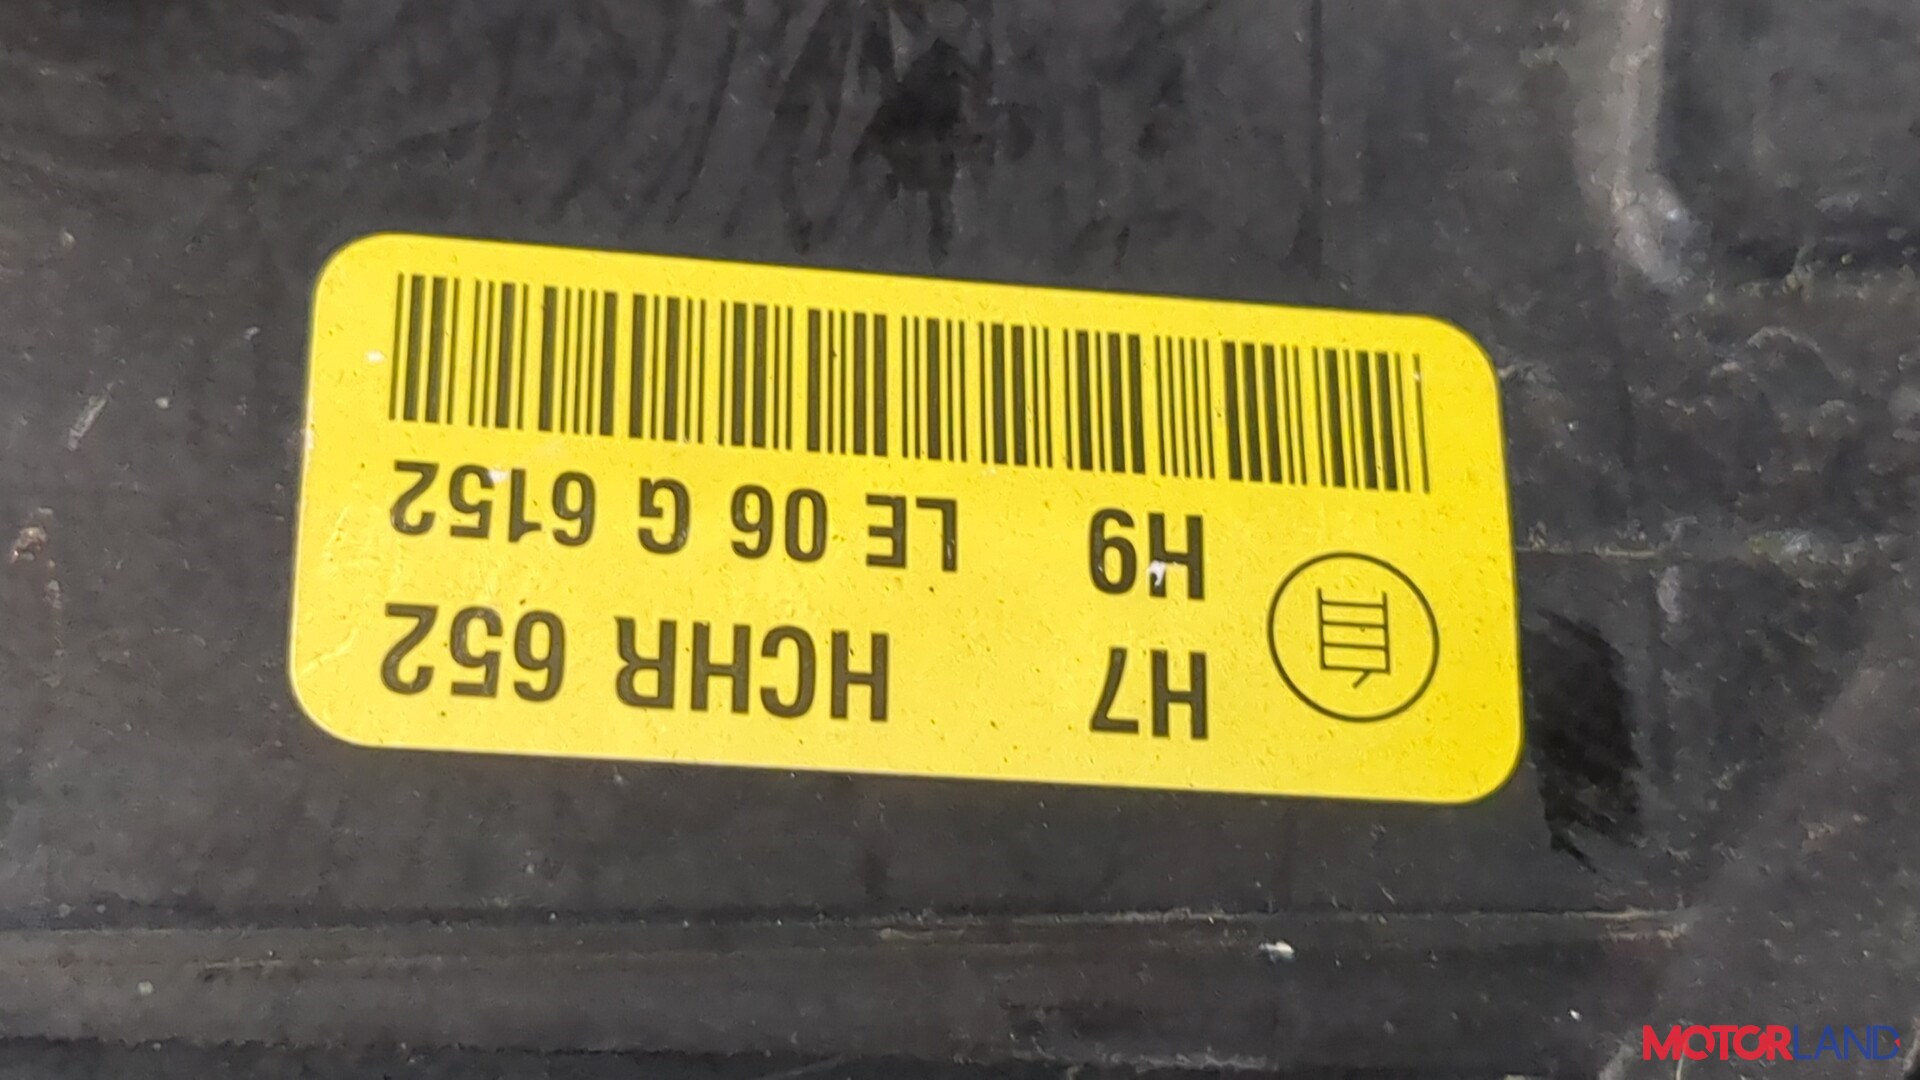 H7 HCHR 652
H9 LE 06 G 6152
MOTORLAND